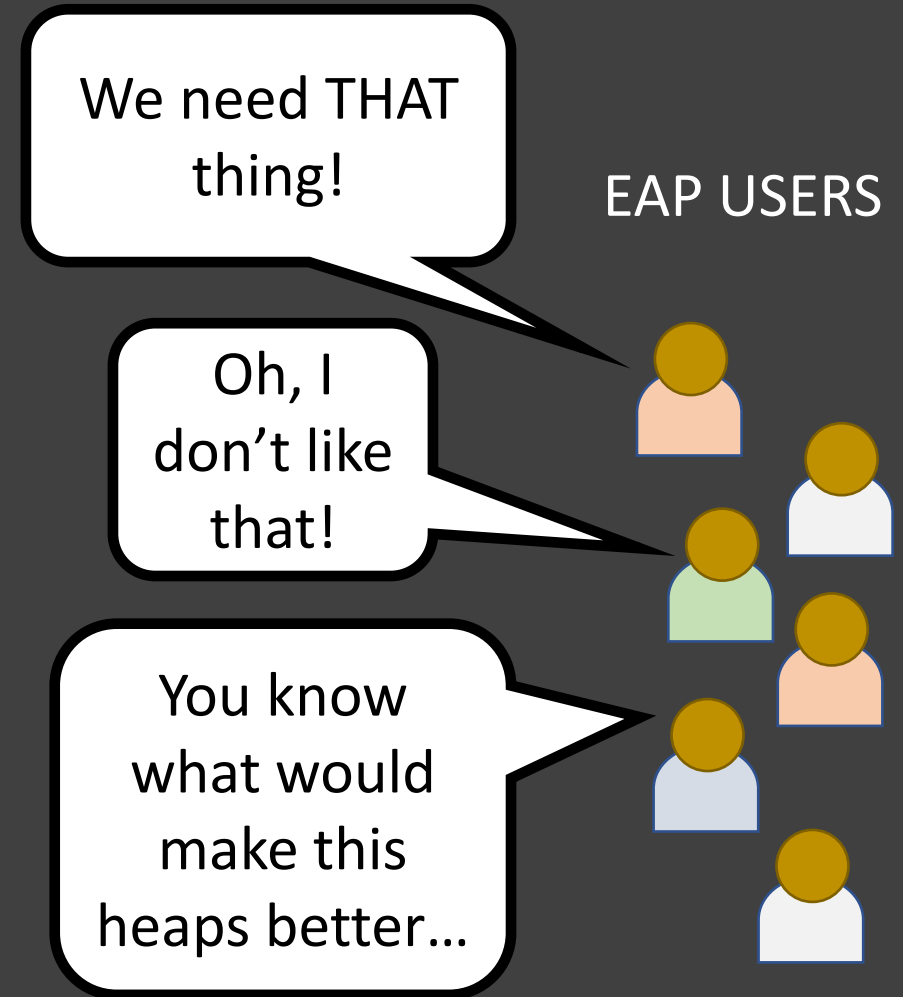 We need THAT
thing!
EAP USERS
Oh, I
don’t like
that!
You know
what would
make this
heaps better…